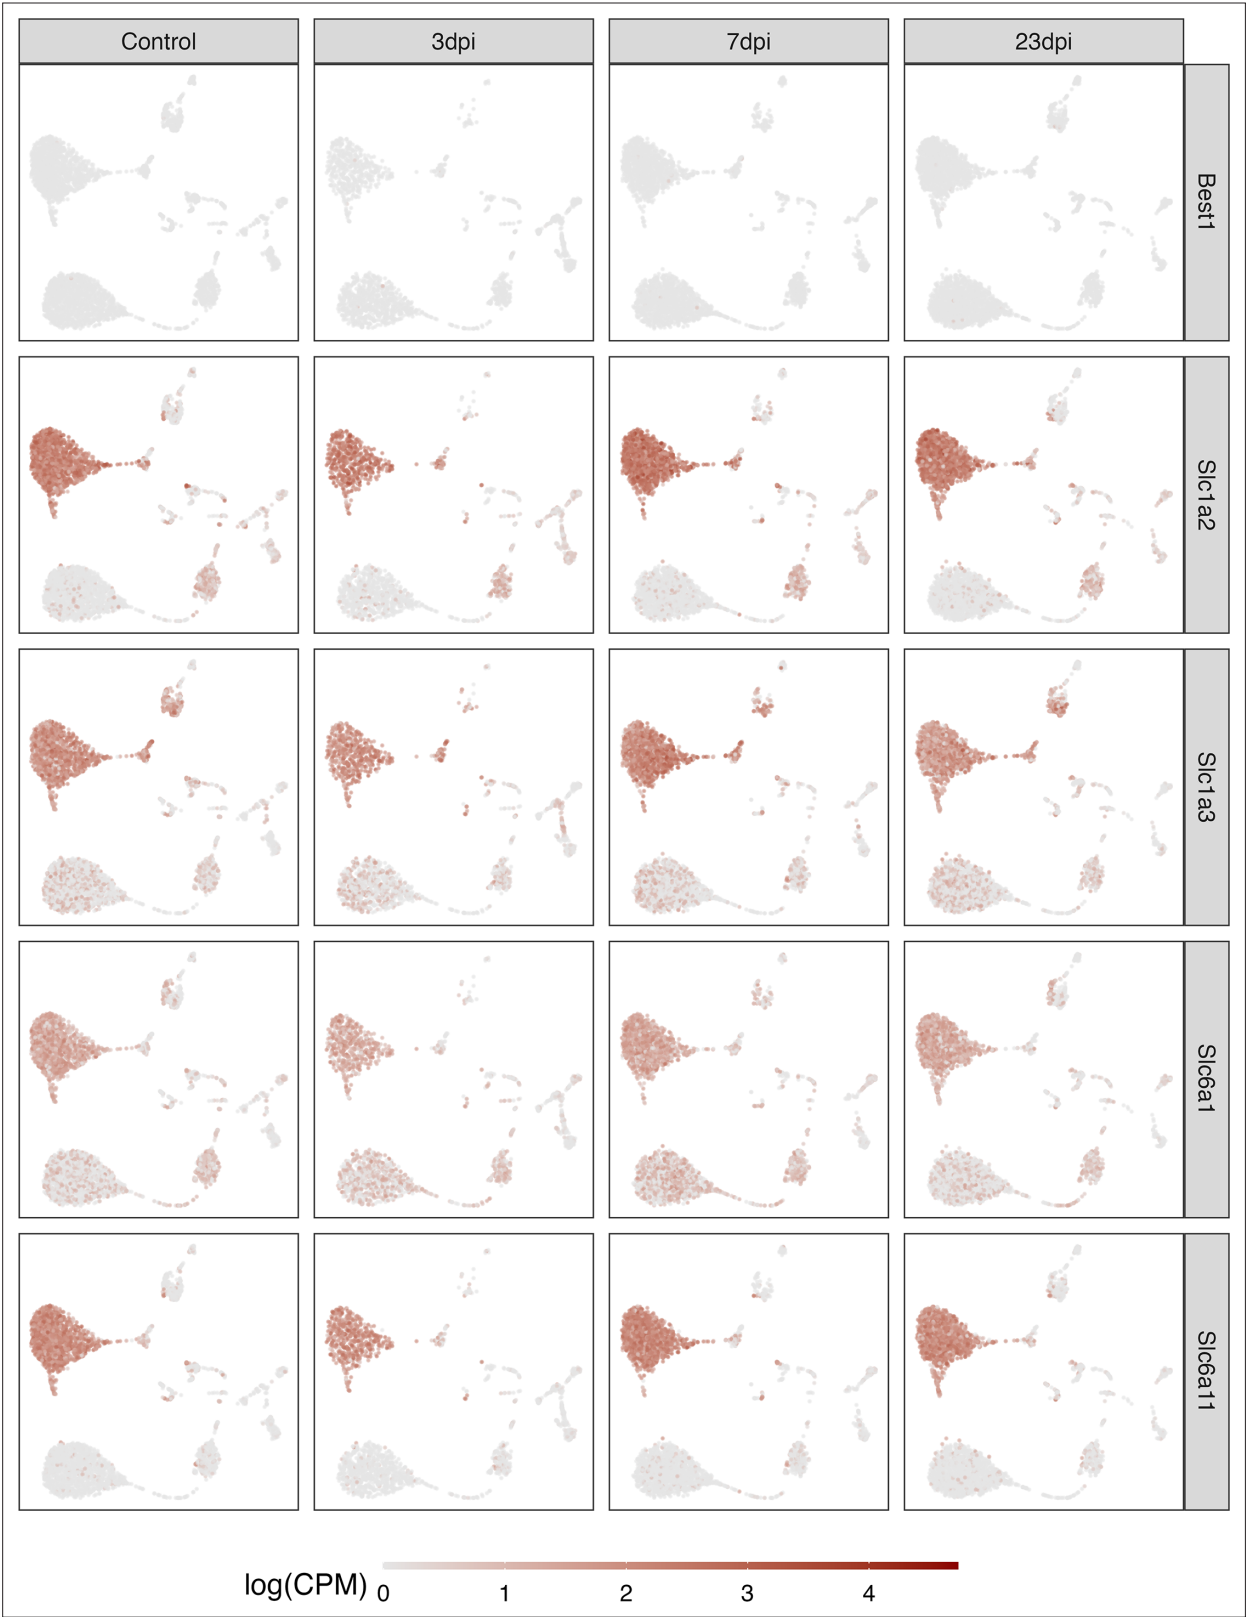 Control 3dpi 7dpi 23dpi
Best1
Slc1a2
Slc1a3
Slc6a1
Slc6a11
log(CPM) 0 1 2 3 4